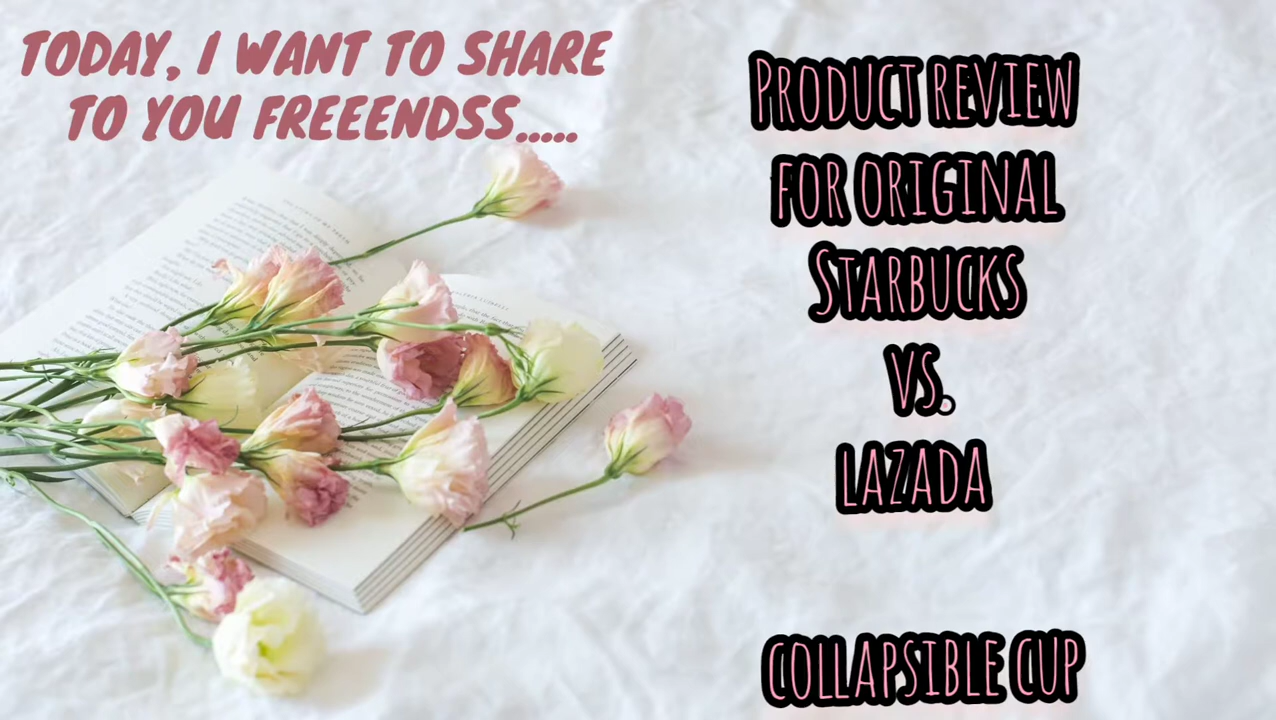 TODAY, I WANT TO SHARE
TO YOU FREEENDSS.....
PRODUCT REVIEW
FOR ORIGINAL
STARBUCKS
VS.
LAZADA
COLLAPSIBLE CUP